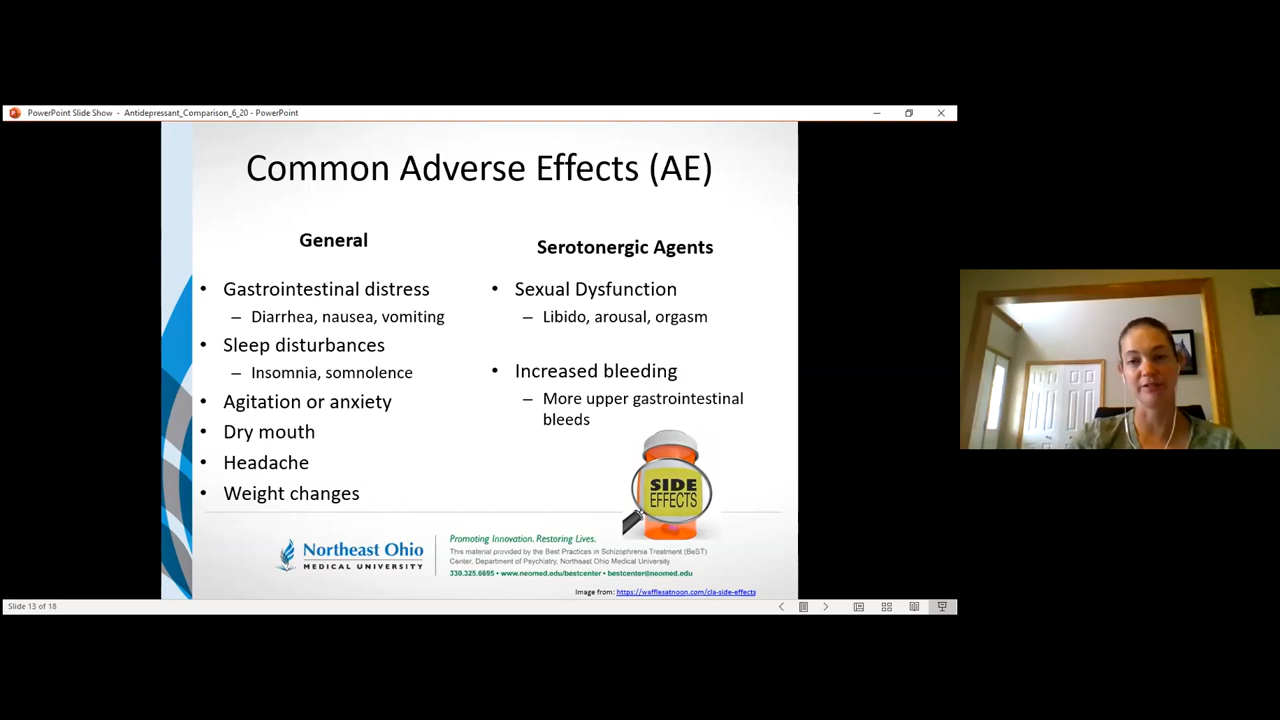 PowerPoint Slide Show - Antidepressant_Comparison_6_20 - PowerPoint
Common Adverse Effects (AE)
General
• Gastrointestinal distress
– Diarrhea, nausea, vomiting
• Sleep disturbances
– Insomnia, somnolence
• Agitation or anxiety
• Dry mouth
• Headache
• Weight changes
Serotonergic Agents
• Sexual Dysfunction
– Libido, arousal, orgasm
• Increased bleeding
– More upper gastrointestinal
bleeds
SIDE
EFFECTS
Northeast Ohio
MEDICAL UNIVERSITY
Promoting Innovation. Restoring Lives.
This material provided by the Best Practices in Schizophrenia Treatment (BeST)
Center, Department of Psychiatry, Northeast Ohio Medical University
330.325.6695 • www.neomed.edu/bestcenter • bestcenter@neomed.edu
Image from: https://wafflesatnoon.com/cla-side-effects
Slide 13 of 18